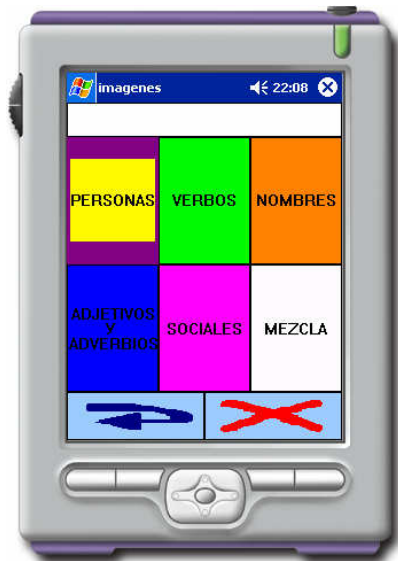 imagenes 22:08
PERSONAS VERBOS NOMBRES
ADJETIVOS
Y
ADVERBIOS
SOCIALES MEZCLA